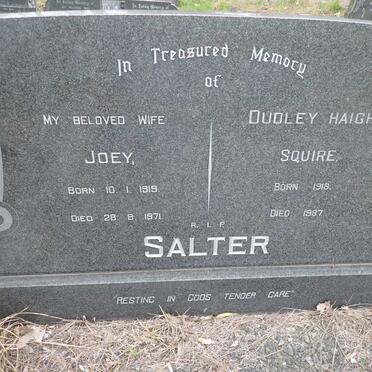 In Treasured Memory
of
MY BELOVED WIFE
JOEY,
BORN 10. 1. 1919.
DIED 28. 8. 1971.
DUDLEY HAIGH
SQUIRE,
BORN 1918.
DIED 1987.
R. I. P.
SALTER
"RESTING IN GODS TENDER CARE"